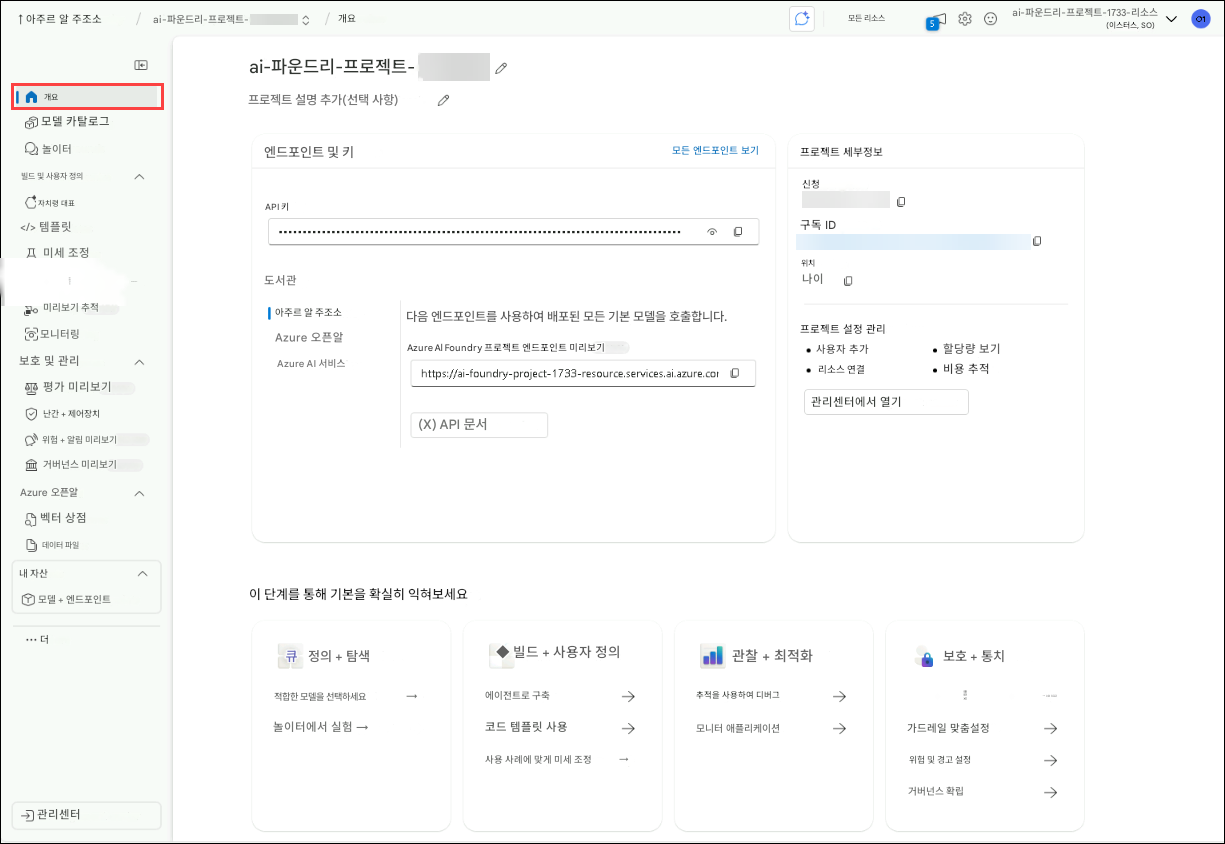 ↑ 아주르 알 주조소 / ai-파운드리-프로젝트- / 개요
모든 리소스
5
ai-파운드리-프로젝트-1733-리소스
(이스터스, SO)
O1
개요
모델 카탈로그
놀이터
빌드 및 사용자 정의
자치령 대표
</> 템플릿
미세 조정
미리보기 추적
모니터링
보호 및 관리
평가 미리보기
난간 + 제어장치
위험 + 알림 미리보기
거버넌스 미리보기
Azure 오픈알
벡터 상점
데이터 파일
내 자산
모델 + 엔드포인트
··· 더
관리센터
ai-파운드리-프로젝트-
프로젝트 설명 추가(선택 사항)
엔드포인트 및 키
모든 엔드포인트 보기
API 키
도서관
아주르 알 주조소
Azure 오픈알
Azure AI 서비스
다음 엔드포인트를 사용하여 배포된 모든 기본 모델을 호출합니다.
Azure AI Foundry 프로젝트 엔드포인트 미리보기
https://ai-foundry-project-1733-resource.services.ai.azure.cor
(X) API 문서
프로젝트 세부정보
신청
구독 ID
위치
나이
프로젝트 설정 관리
• 사용자 추가
• 할당량 보기
• 리소스 연결
• 비용 추적
관리센터에서 열기
이 단계를 통해 기본을 확실히 익혀보세요
큐 정의 + 탐색
적합한 모델을 선택하세요 →
놀이터에서 실험 →
빌드 + 사용자 정의
에이전트로 구축 →
코드 템플릿 사용 →
사용 사례에 맞게 미세 조정 →
관찰 + 최적화
추적을 사용하여 디버그 →
모니터 애플리케이션 →
보호 + 통치
가드레일 맞춤설정 →
위험 및 경고 설정 →
거버넌스 확립 →